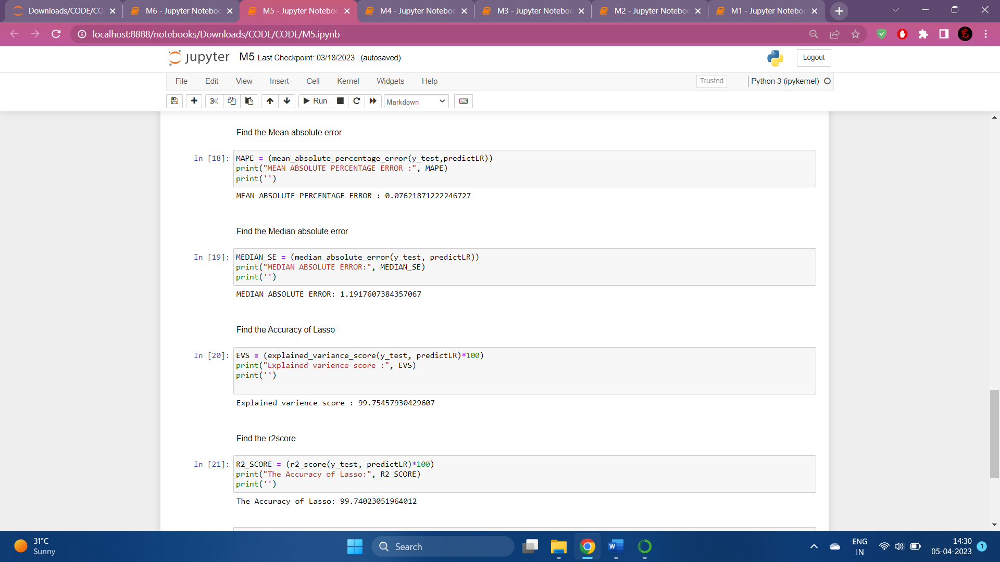 Downloads/CODE/CO
M6 - Jupyter Noteboo
M5 - Jupyter Noteboo
M4 - Jupyter Noteboo
M3 - Jupyter Noteboo
M2 - Jupyter Noteboo
M1 - Jupyter Noteboo
localhost:8888/notebooks/Downloads/CODE/CODE/M5.ipynb
jupyter M5 Last Checkpoint: 03/18/2023 (autosaved)
Logout
File Edit View Insert Cell Kernel Widgets Help
Trusted
Python 3 (ipykernel)
Run
Markdown
Find the Mean absolute error
In [18]: MAPE = (mean_absolute_percentage_error(y_test,predictLR))
print("MEAN ABSOLUTE PERCENTAGE ERROR :", MAPE)
print('')
MEAN ABSOLUTE PERCENTAGE ERROR : 0.07621871222246727
Find the Median absolute error
In [19]: MEDIAN_SE = (median_absolute_error(y_test, predictLR))
print("MEDIAN ABSOLUTE ERROR:", MEDIAN_SE)
print('')
MEDIAN ABSOLUTE ERROR: 1.1917607384357067
Find the Accuracy of Lasso
In [20]: EVS = (explained_variance_score(y_test, predictLR)*100)
print("Explained varience score :", EVS)
print('')
Explained varience score : 99.75457930429607
Find the r2score
In [21]: R2_SCORE = (r2_score(y_test, predictLR)*100)
print("The Accuracy of Lasso:", R2_SCORE)
print('')
The Accuracy of Lasso: 99.74023051964012
31°C
Sunny
Search
ENG
IN
14:30
05-04-2023
1